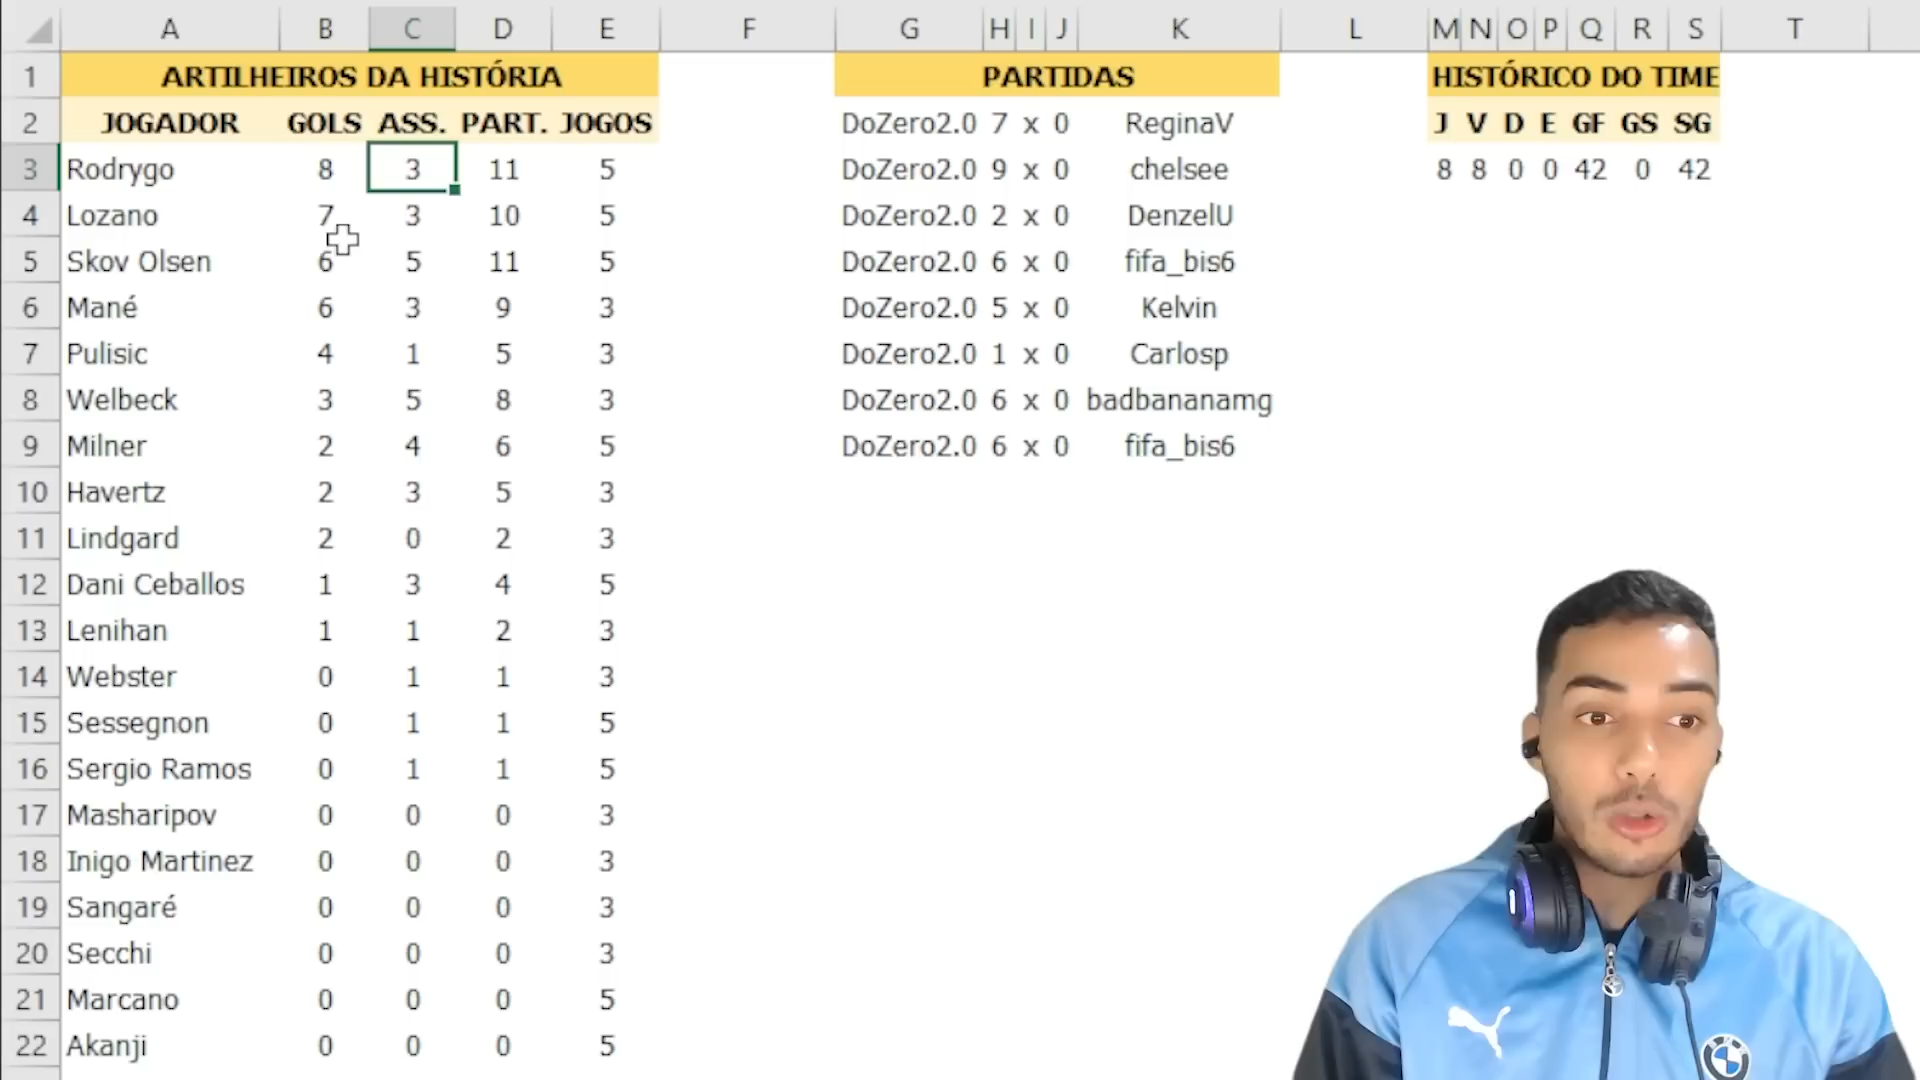 A B C D E F G H I J K L M N O P Q R S T
1 ARTILHEIROS DA HISTÓRIA PARTIDAS HISTÓRICO DO TIME
2 JOGADOR GOLS ASS. PART. JOGOS DoZero2.0 7 x 0 ReginaV J V D E GF GS SG
3 Rodrygo 8 3 11 5 DoZero2.0 9 x 0 chelsee 8 8 0 0 42 0 42
4 Lozano 7 3 10 5 DoZero2.0 2 x 0 DenzelU
5 Skov Olsen 6 5 11 5 DoZero2.0 6 x 0 fifa_bis6
6 Mané 6 3 9 3 DoZero2.0 5 x 0 Kelvin
7 Pulisic 4 1 5 3 DoZero2.0 1 x 0 Carlosp
8 Welbeck 3 5 8 3 DoZero2.0 6 x 0 badbananamg
9 Milner 2 4 6 5 DoZero2.0 6 x 0 fifa_bis6
10 Havertz 2 3 5 3
11 Lindgard 2 0 2 3
12 Dani Ceballos 1 3 4 5
13 Lenihan 1 1 2 3
14 Webster 0 1 1 3
15 Sessegnon 0 1 1 5
16 Sergio Ramos 0 1 1 5
17 Masharipov 0 0 0 3
18 Inigo Martinez 0 0 0 3
19 Sangaré 0 0 0 3
20 Secchi 0 0 0 3
21 Marcano 0 0 0 5
22 Akanji 0 0 0 5
BMW